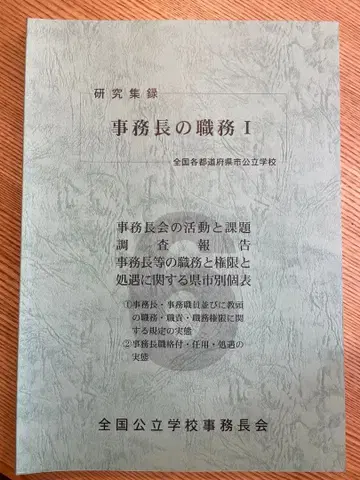 研究集録
事務長の職務Ⅰ
全国各都道府県市公立学校
事務長会の活動と課題
調査報告
事務長等の職務と権限と
処遇に関する県市別個表
①事務長・事務職員並びに教頭
の職務・職責・職務権限に関
する規定の実態
②事務長職格付・任用・処遇の
実態
全国公立学校事務長会